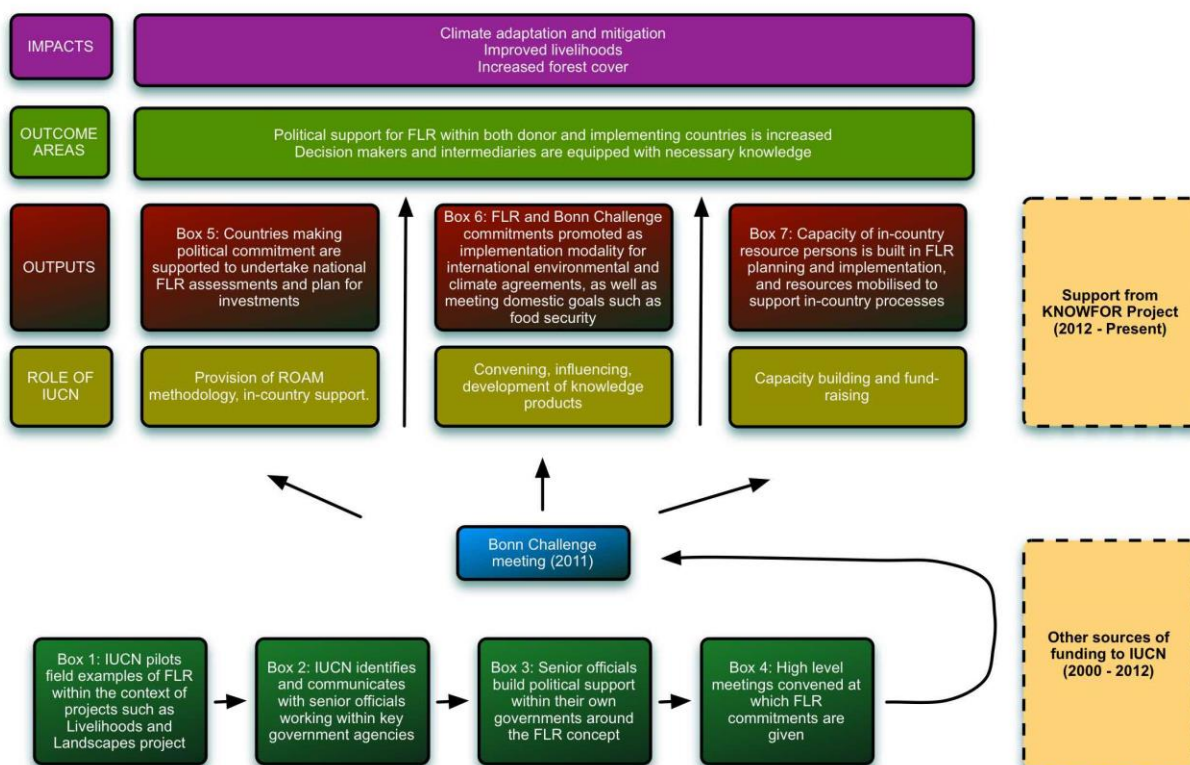 IMPACTS
Climate adaptation and mitigation
Improved livelihoods
Increased forest cover
OUTCOME
AREAS
Political support for FLR within both donor and implementing countries is increased
Decision makers and intermediaries are equipped with necessary knowledge
OUTPUTS
Box 5: Countries making
political commitment are
supported to undertake national
FLR assessments and plan for
investments
Box 6: FLR and Bonn Challenge
commitments promoted as
implementation modality for
international environmental and
climate agreements, as well as
meeting domestic goals such as
food security
Box 7: Capacity of in-country
resource persons is built in FLR
planning and implementation,
and resources mobilised to
support in-country processes
Support from
KNOWFOR Project
(2012 - Present)
ROLE OF
IUCN
Provision of ROAM
methodology, in-country support.
Convening, influencing,
development of knowledge
products
Capacity building and fund-
raising
Bonn Challenge
meeting (2011)
Box 1: IUCN pilots
field examples of FLR
within the context of
projects such as
Livelihoods and
Landscapes project
Box 2: IUCN identifies
and communicates
with senior officials
working within key
government agencies
Box 3: Senior officials
build political support
within their own
governments around
the FLR concept
Box 4: High level
meetings convened at
which FLR
commitments are
given
Other sources of
funding to IUCN
(2000 - 2012)